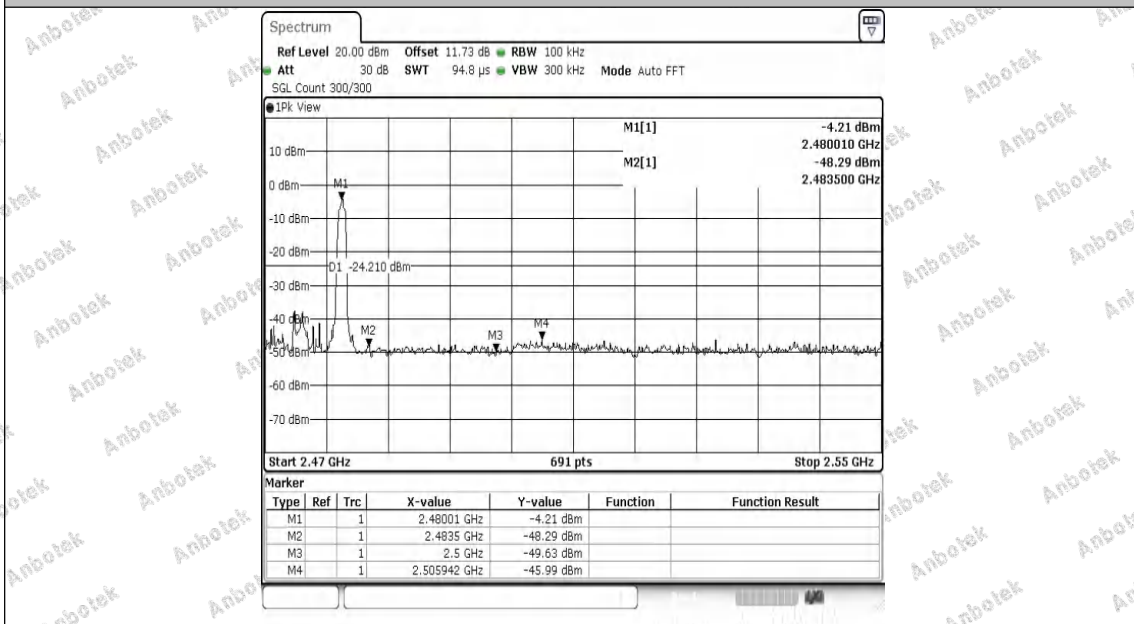 Spectrum
Ref Level 20.00 dBm Offset 11.73 dB RBW 100 kHz
Att 30 dB SWT 94.8 µs VBW 300 kHz Mode Auto FFT
SGL Count 300/300
1Pk View
M1[1] -4.21 dBm
2.480010 GHz
M2[1] -48.29 dBm
2.483500 GHz
10 dBm
0 dBm
M1
-10 dBm
-20 dBm
D1 -24.210 dBm
-30 dBm
-40 dBm
M2
M3
M4
-50 dBm
-60 dBm
-70 dBm
Start 2.47 GHz 691 pts Stop 2.55 GHz
Marker
Type Ref Trc X-value Y-value Function Function Result
M1 1 2.48001 GHz -4.21 dBm
M2 1 2.4835 GHz -48.29 dBm
M3 1 2.5 GHz -49.63 dBm
M4 1 2.505942 GHz -45.99 dBm
Anbotek